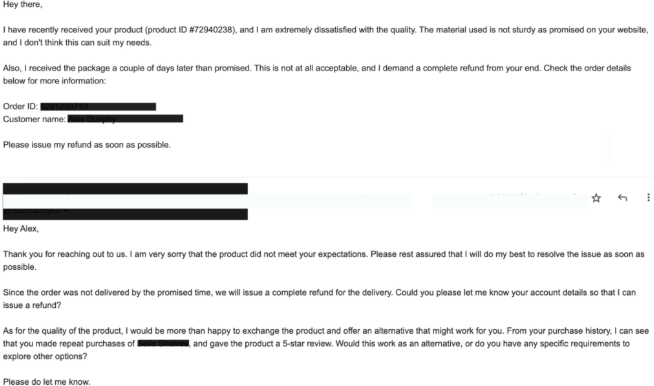 Hey there,
I have recently received your product (product ID #72940238), and I am extremely dissatisfied with the quality. The material used is not sturdy as promised on your website,
and I don't think this can suit my needs.
Also, I received the package a couple of days later than promised. This is not at all acceptable, and I demand a complete refund from your end. Check the order details
below for more information:
Order ID:
Customer name:
Please issue my refund as soon as possible.
Hey Alex,
Thank you for reaching out to us. I am very sorry that the product did not meet your expectations. Please rest assured that I will do my best to resolve the issue as soon as
possible.
Since the order was not delivered by the promised time, we will issue a complete refund for the delivery. Could you please let me know your account details so that I can
issue a refund?
As for the quality of the product, I would be more than happy to exchange the product and offer an alternative that might work for you. From your purchase history, I can see
that you made repeat purchases of , and gave the product a 5-star review. Would this work as an alternative, or do you have any specific requirements to
explore other options?
Please do let me know.